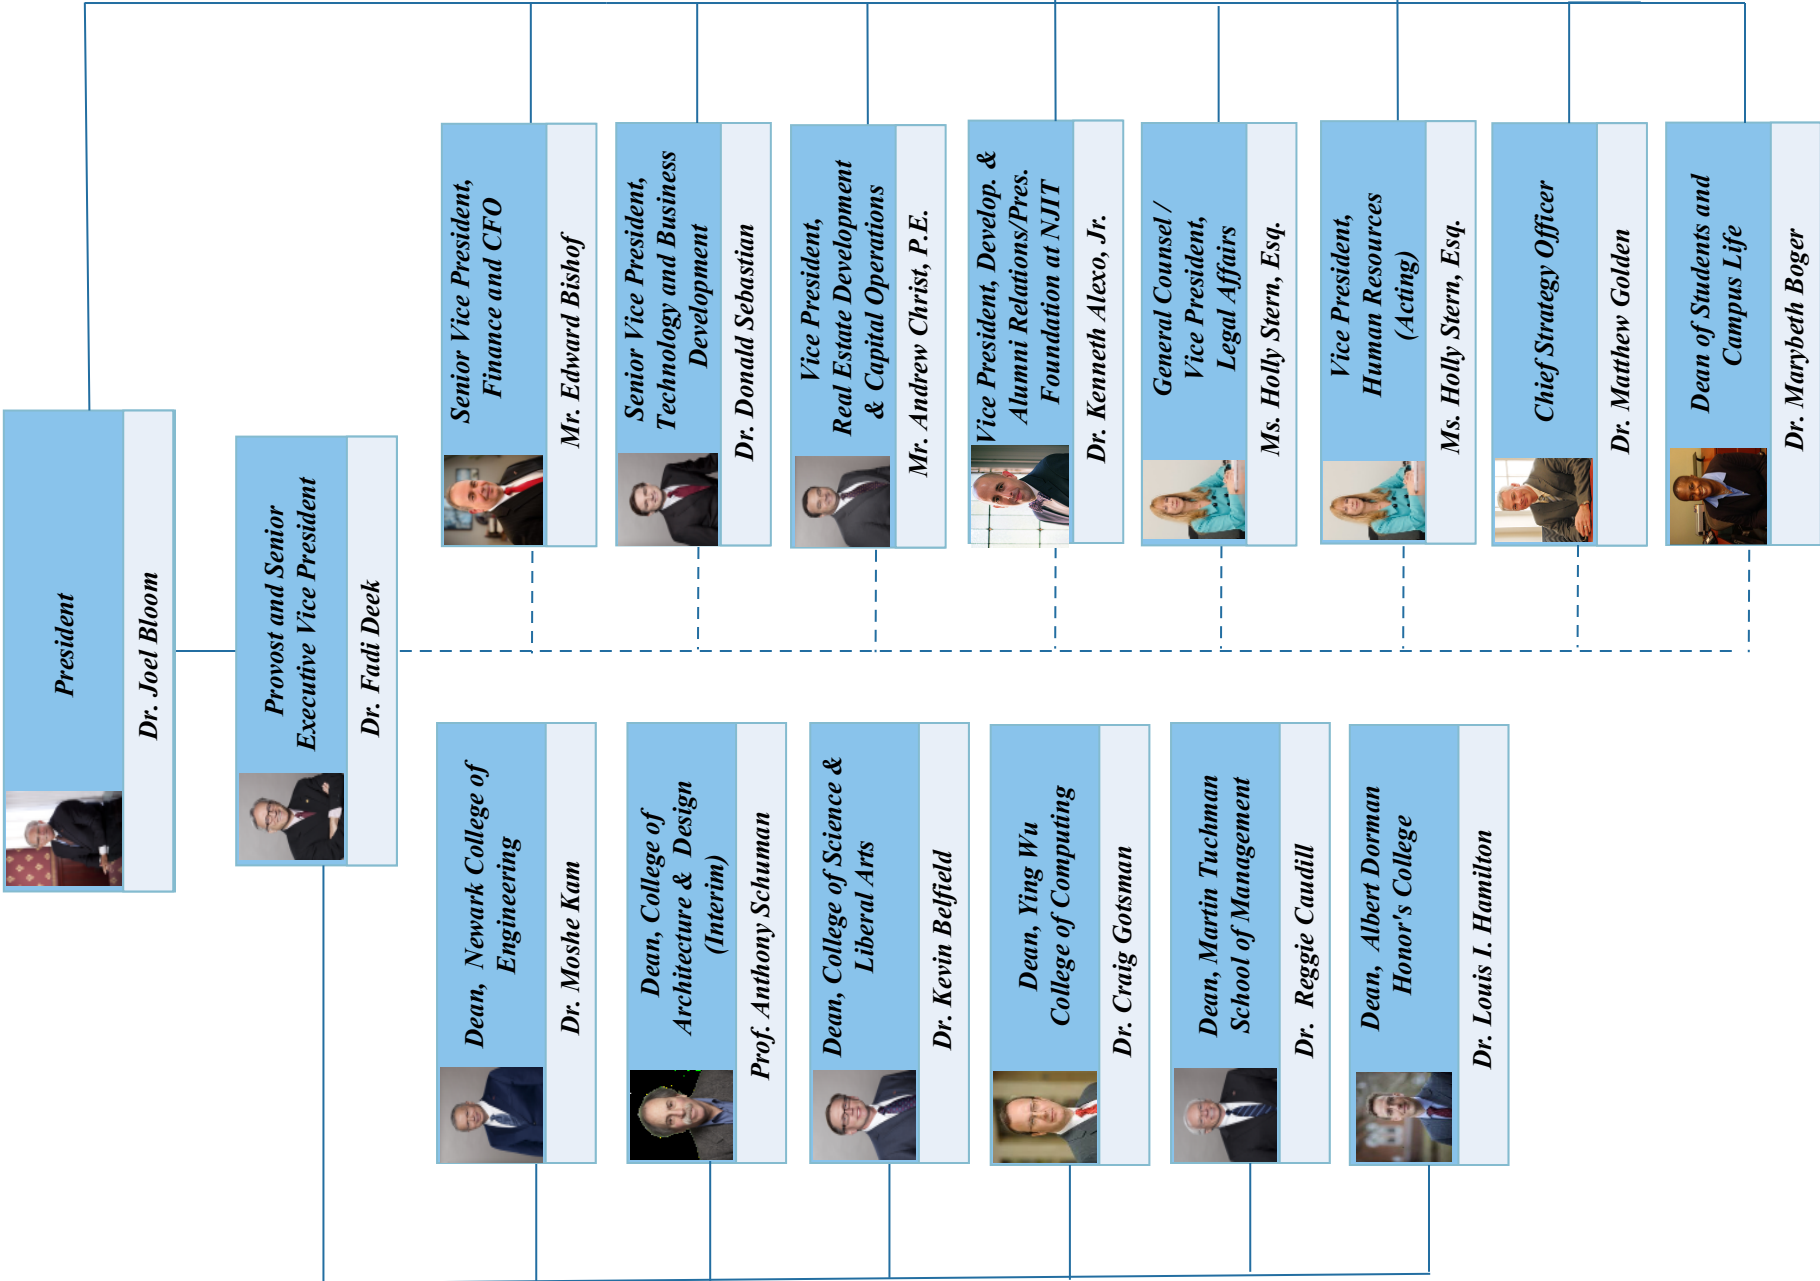 President
Dr. Joel Bloom
Provost and Senior
Executive Vice President
Dr. Fadi Deek
Senior Vice President,
Finance and CFO
Mr. Edward Bishof
Senior Vice President,
Technology and Business
Development
Dr. Donald Sebastian
Vice President,
Real Estate Development
& Capital Operations
Mr. Andrew Christ, P.E.
Vice President, Develop. &
Alumni Relations/Pres.
Foundation at NJIT
Dr. Kenneth Alexo, Jr.
General Counsel /
Vice President,
Legal Affairs
Ms. Holly Stern, Esq.
Vice President,
Human Resources
(Acting)
Ms. Holly Stern, Esq.
Chief Strategy Officer
Dr. Matthew Golden
Dean of Students and
Campus Life
Dr. Marybeth Boger
Dean, Newark College of
Engineering
Dr. Moshe Kam
Dean, College of
Architecture & Design
(Interim)
Prof. Anthony Schuman
Dean, College of Science &
Liberal Arts
Dr. Kevin Belfield
Dean, Ying Wu
College of Computing
Dr. Craig Gotsman
Dean, Martin Tuchman
School of Management
Dr. Reggie Caudill
Dean, Albert Dorman
Honor's College
Dr. Louis I. Hamilton